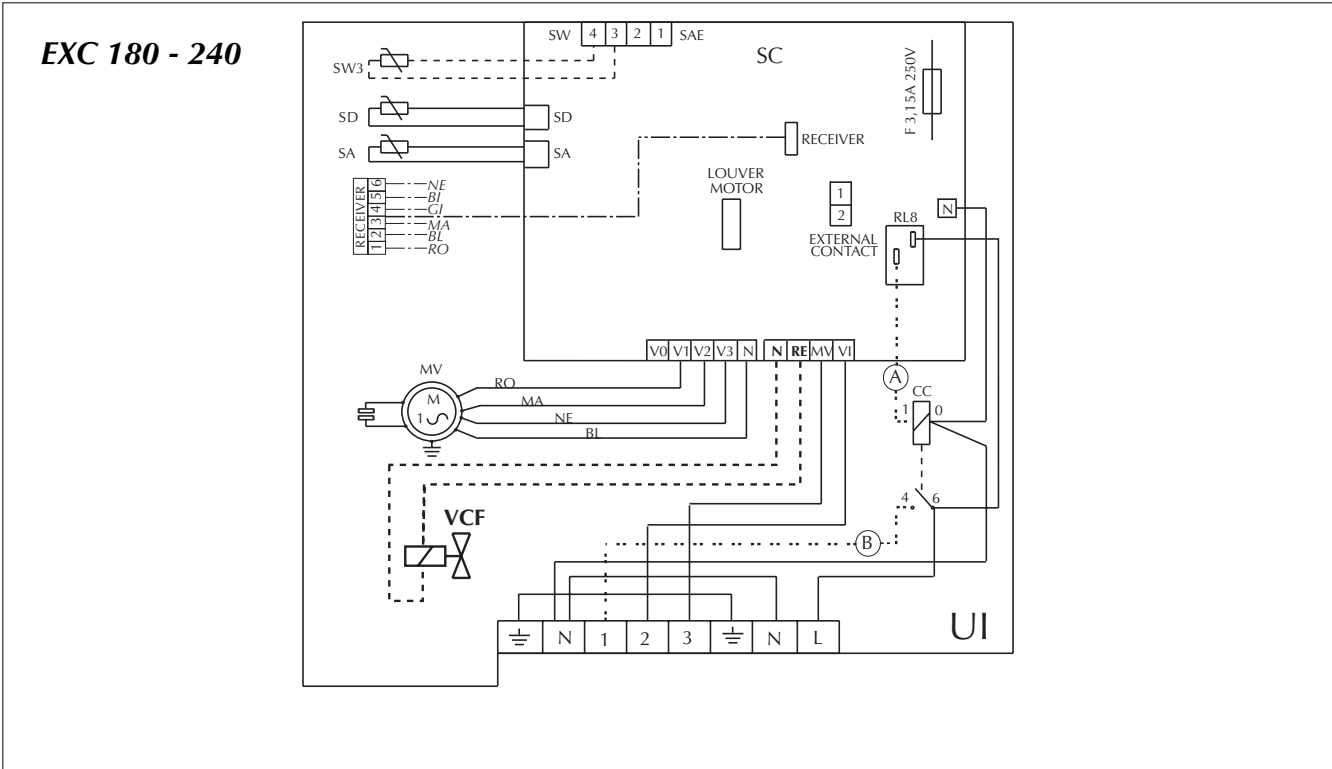 EXC 180 - 240
SW 4 3 2 1 SAE
SC
F 3,15A 250V
SW3
SD
SD
SA
SA
RECEIVER
LOUVER
MOTOR
RECEIVER
6 NE
5 BI
4 GI
3 MA
2 BL
1 RO
1
2
EXTERNAL
CONTACT
RL8
N
V0 V1 V2 V3 N N RE MV VI
MV
M
1
RO
MA
NE
BL
A
CC
1 0
4 6
B
VCF
UI
N 1 2 3 N L